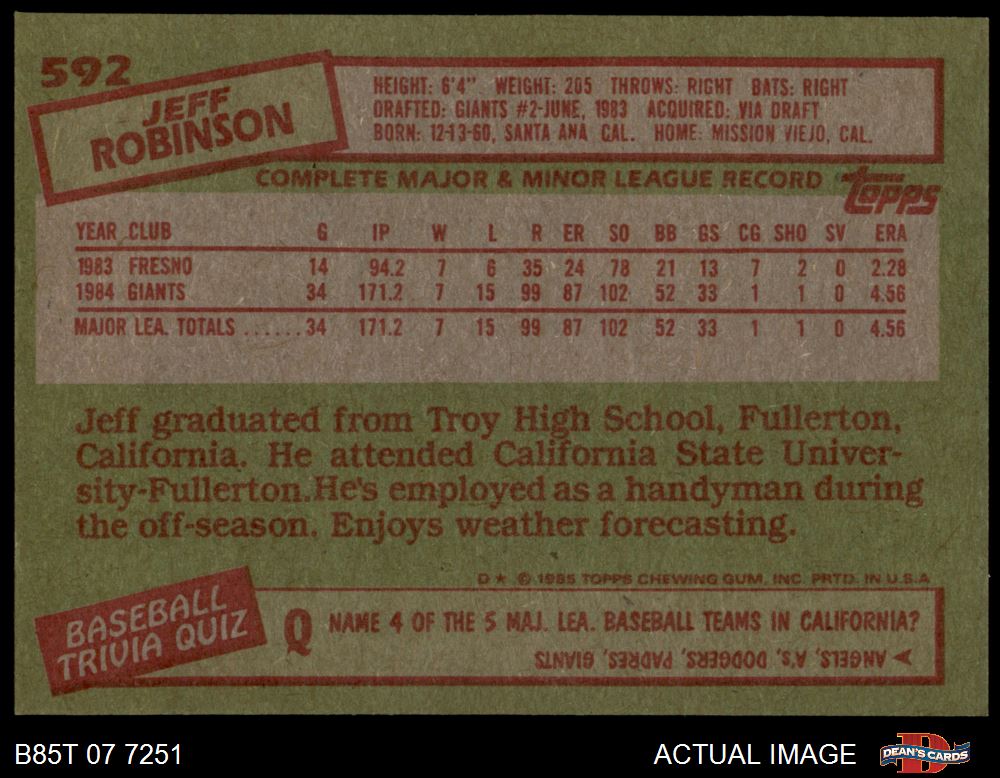 592
JEFF
ROBINSON
HEIGHT: 6'4" WEIGHT: 205 THROWS: RIGHT BATS: RIGHT
DRAFTED: GIANTS #2-JUNE, 1983 ACQUIRED: VIA DRAFT
BORN: 12-13-60, SANTA ANA CAL. HOME: MISSION VIEJO, CAL.
COMPLETE MAJOR & MINOR LEAGUE RECORD
Topps
YEAR CLUB G IP W L R ER SO BB GS CG SHO SV ERA
1983 FRESNO 14 94.2 7 6 35 24 78 21 13 7 2 0 2.28
1984 GIANTS 34 171.2 7 15 99 87 102 52 33 1 1 0 4.56
MAJOR LEA. TOTALS ......34 171.2 7 15 99 87 102 52 33 1 1 0 4.56
Jeff graduated from Troy High School, Fullerton,
California. He attended California State Univer-
sity-Fullerton.He's employed as a handyman during
the off-season. Enjoys weather forecasting.
D★ © 1985 TOPPS CHEWING GUM, INC. PRTD. IN U.S.A
BASEBALL
TRIVIA QUIZ
Q NAME 4 OF THE 5 MAJ. LEA. BASEBALL TEAMS IN CALIFORNIA?
➤ ANGELS, A's, DODGERS, PADRES, GIANTS
B85T 07 7251
ACTUAL IMAGE
D
DEAN'S CARDS